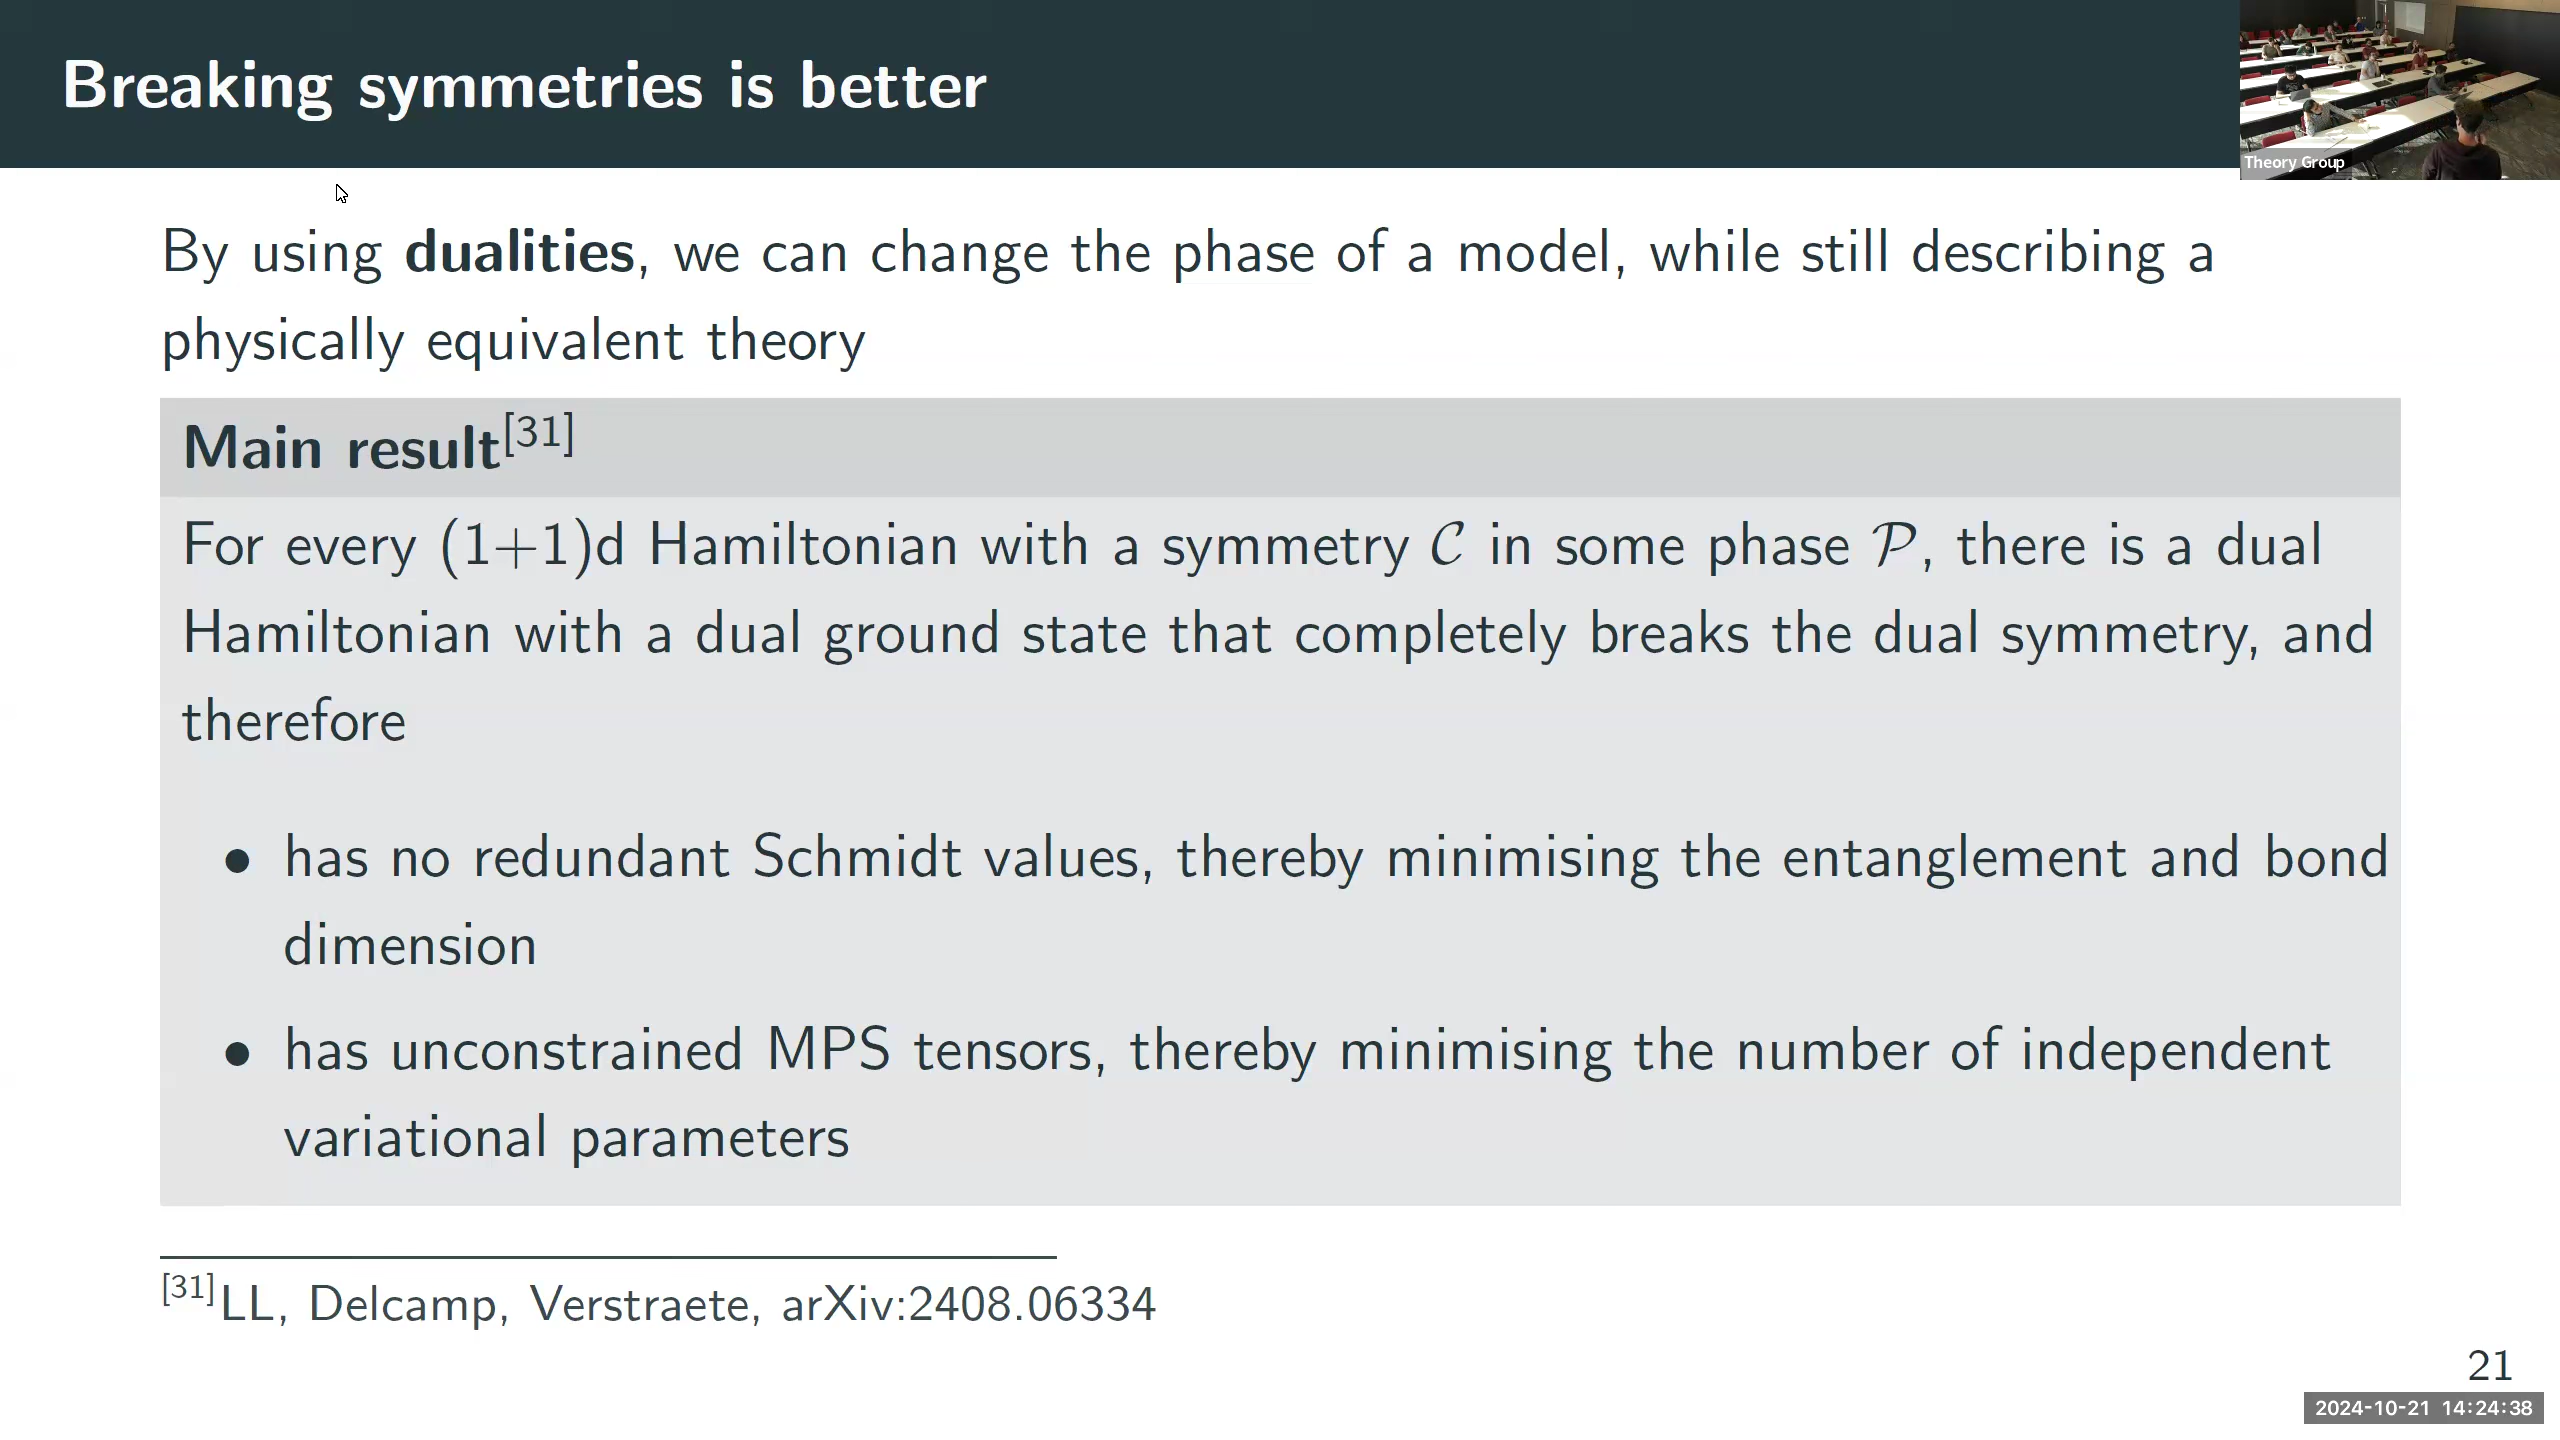 Breaking symmetries is better
Theory Group
By using dualities, we can change the phase of a model, while still describing a
physically equivalent theory
Main result[31]
For every (1+1)d Hamiltonian with a symmetry 𝒞 in some phase 𝒫, there is a dual
Hamiltonian with a dual ground state that completely breaks the dual symmetry, and
therefore
• has no redundant Schmidt values, thereby minimising the entanglement and bond
dimension
• has unconstrained MPS tensors, thereby minimising the number of independent
variational parameters
[31]LL, Delcamp, Verstraete, arXiv:2408.06334
21
2024-10-21 14:24:38